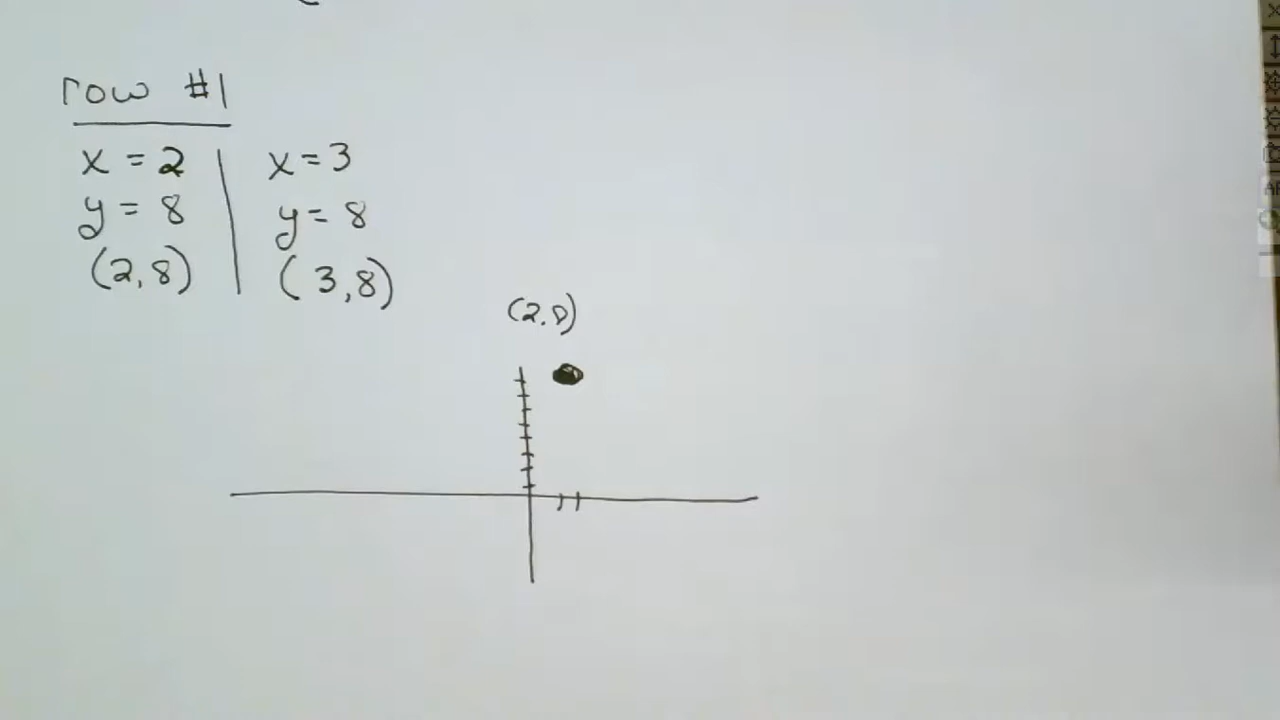 row #1
x = 2 x = 3
y = 8 y = 8
(2,8) (3,8)
(2,8)